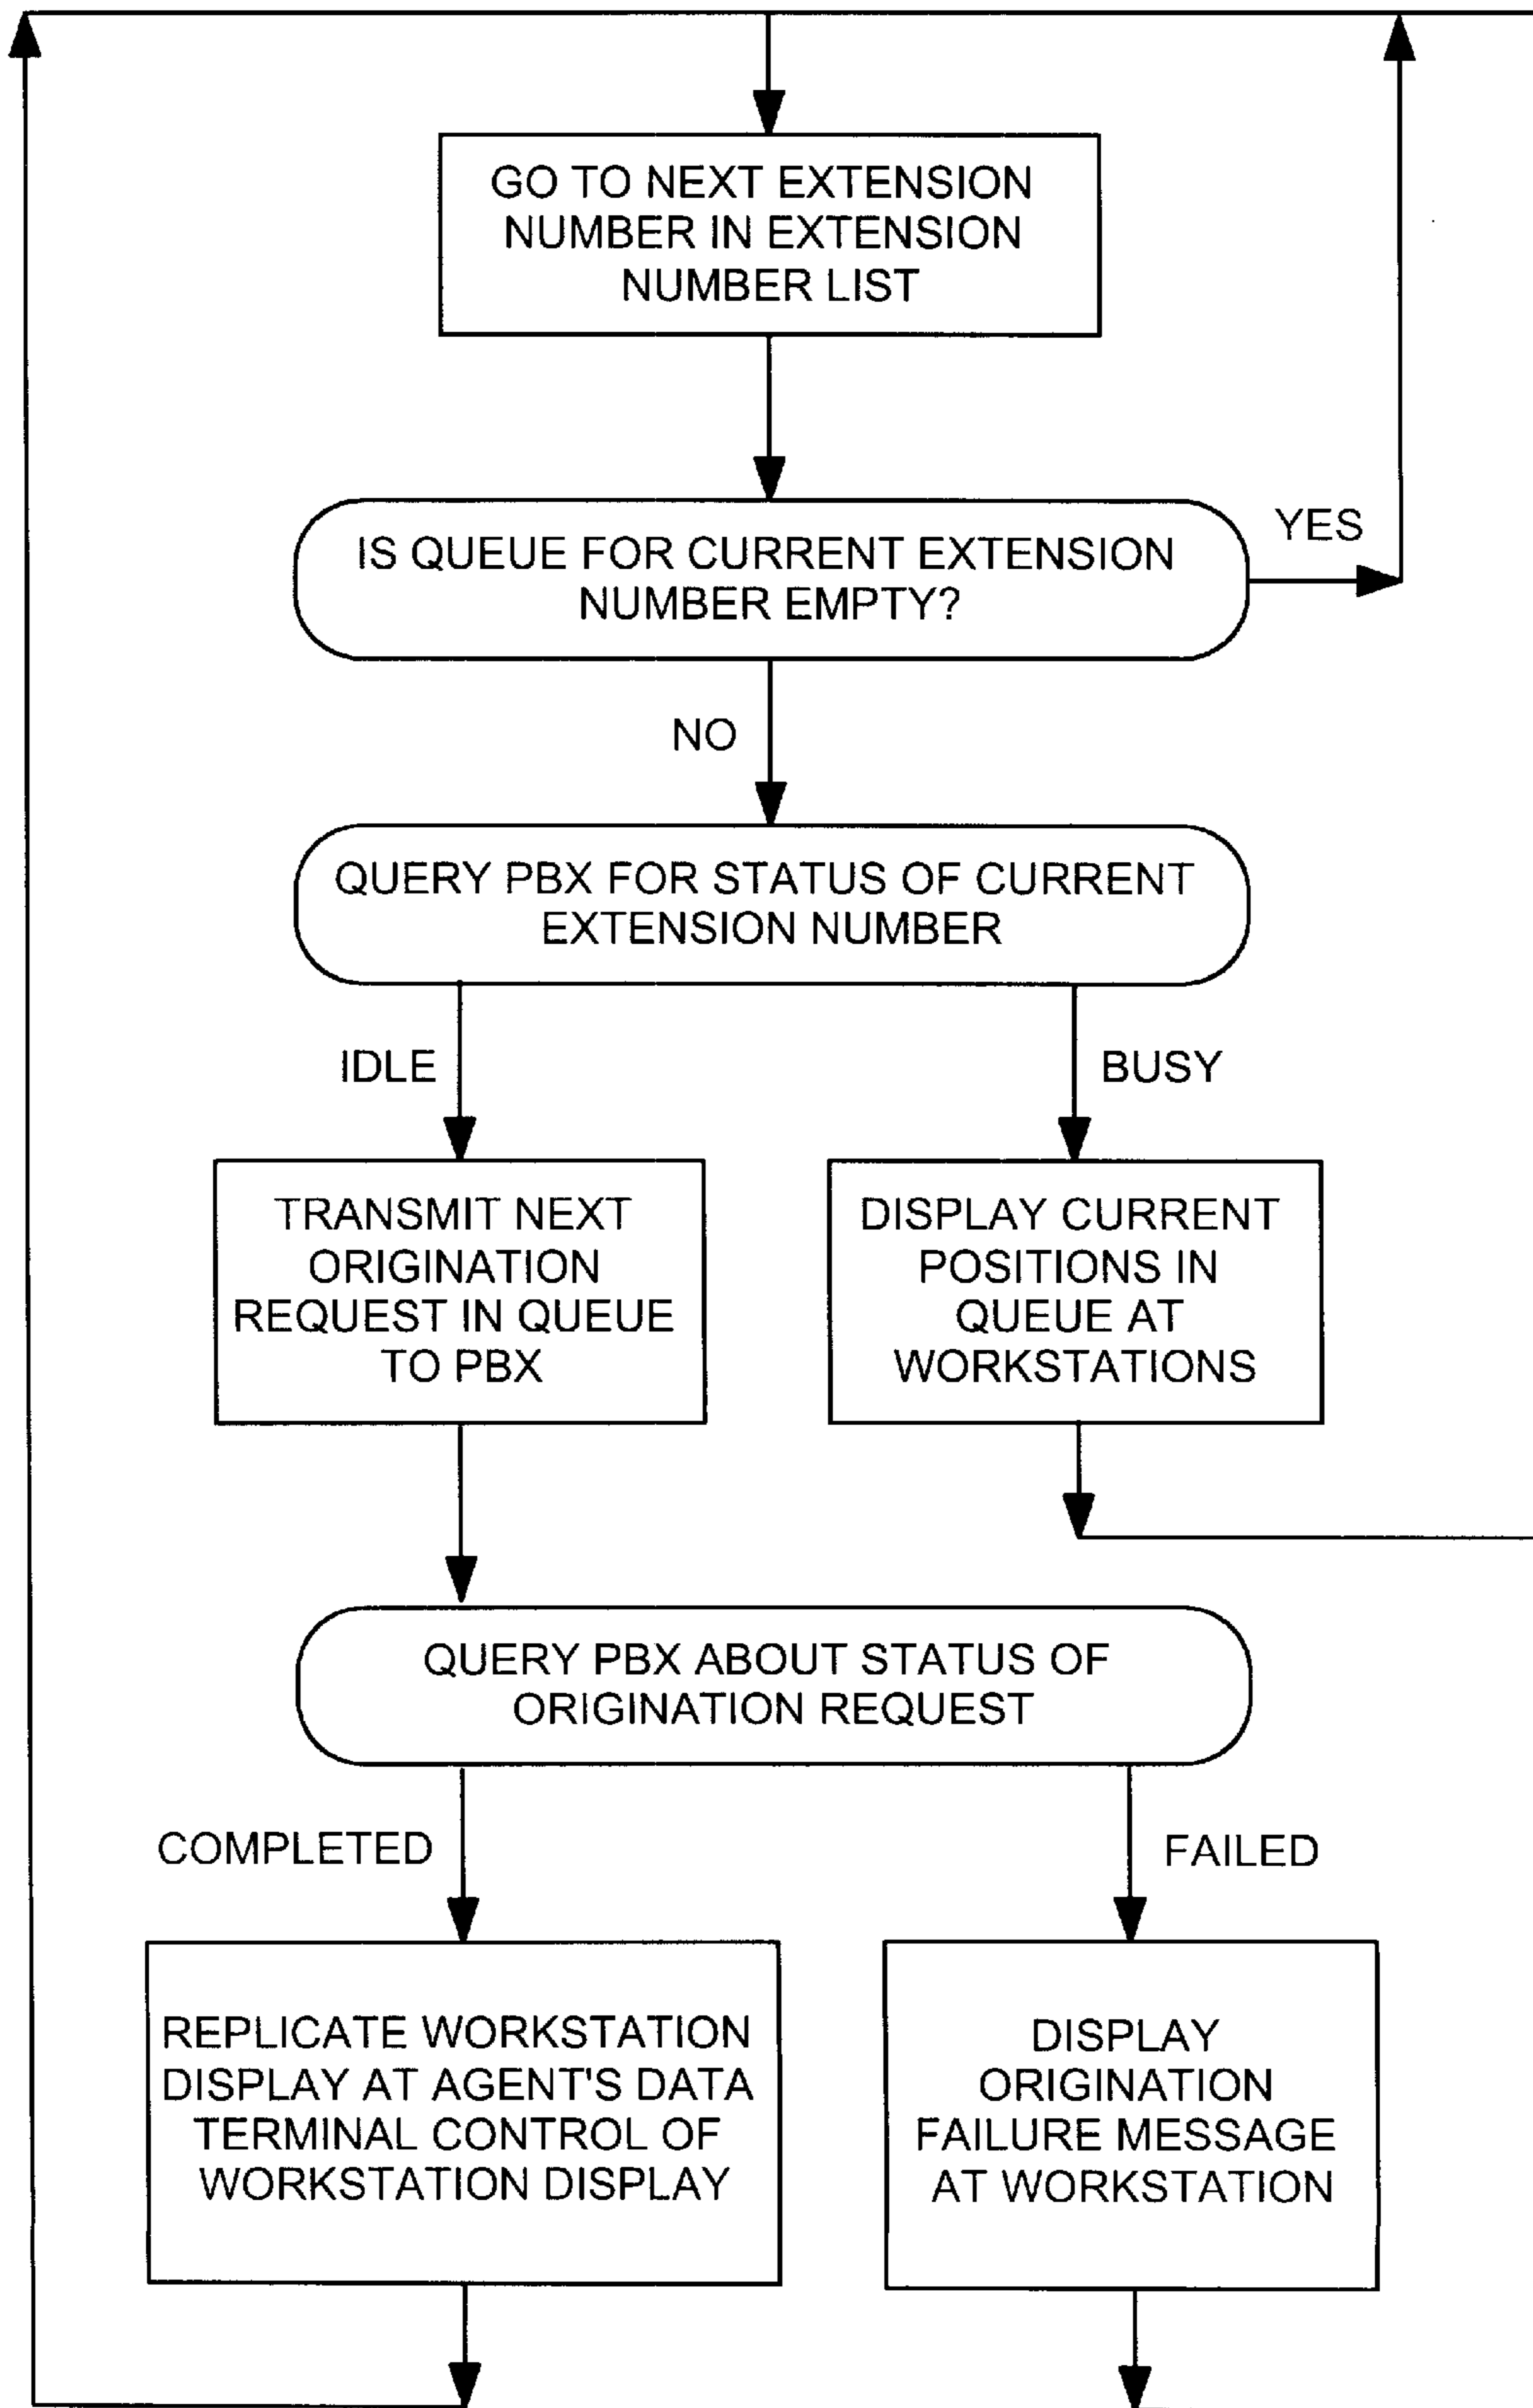 GO TO NEXT EXTENSION
NUMBER IN EXTENSION
NUMBER LIST
IS QUEUE FOR CURRENT EXTENSION
NUMBER EMPTY?
YES
NO
QUERY PBX FOR STATUS OF CURRENT
EXTENSION NUMBER
IDLE
BUSY
TRANSMIT NEXT
ORIGINATION
REQUEST IN QUEUE
TO PBX
DISPLAY CURRENT
POSITIONS IN
QUEUE AT
WORKSTATIONS
QUERY PBX ABOUT STATUS OF
ORIGINATION REQUEST
COMPLETED
FAILED
REPLICATE WORKSTATION
DISPLAY AT AGENT'S DATA
TERMINAL CONTROL OF
WORKSTATION DISPLAY
DISPLAY
ORIGINATION
FAILURE MESSAGE
AT WORKSTATION